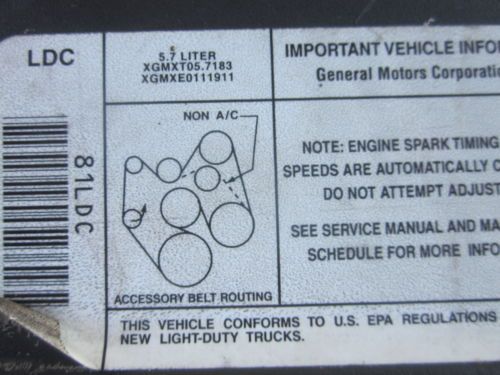 LDC
5.7 LITER
XGMXT05.7183
XGMXE0111911
IMPORTANT VEHICLE INFO
General Motors Corporatio
NON A/C
81LDC
NOTE: ENGINE SPARK TIMING
SPEEDS ARE AUTOMATICALLY C
DO NOT ATTEMPT ADJUST
SEE SERVICE MANUAL AND MA
SCHEDULE FOR MORE INFO
ACCESSORY BELT ROUTING
THIS VEHICLE CONFORMS TO U.S. EPA REGULATIONS
NEW LIGHT-DUTY TRUCKS.